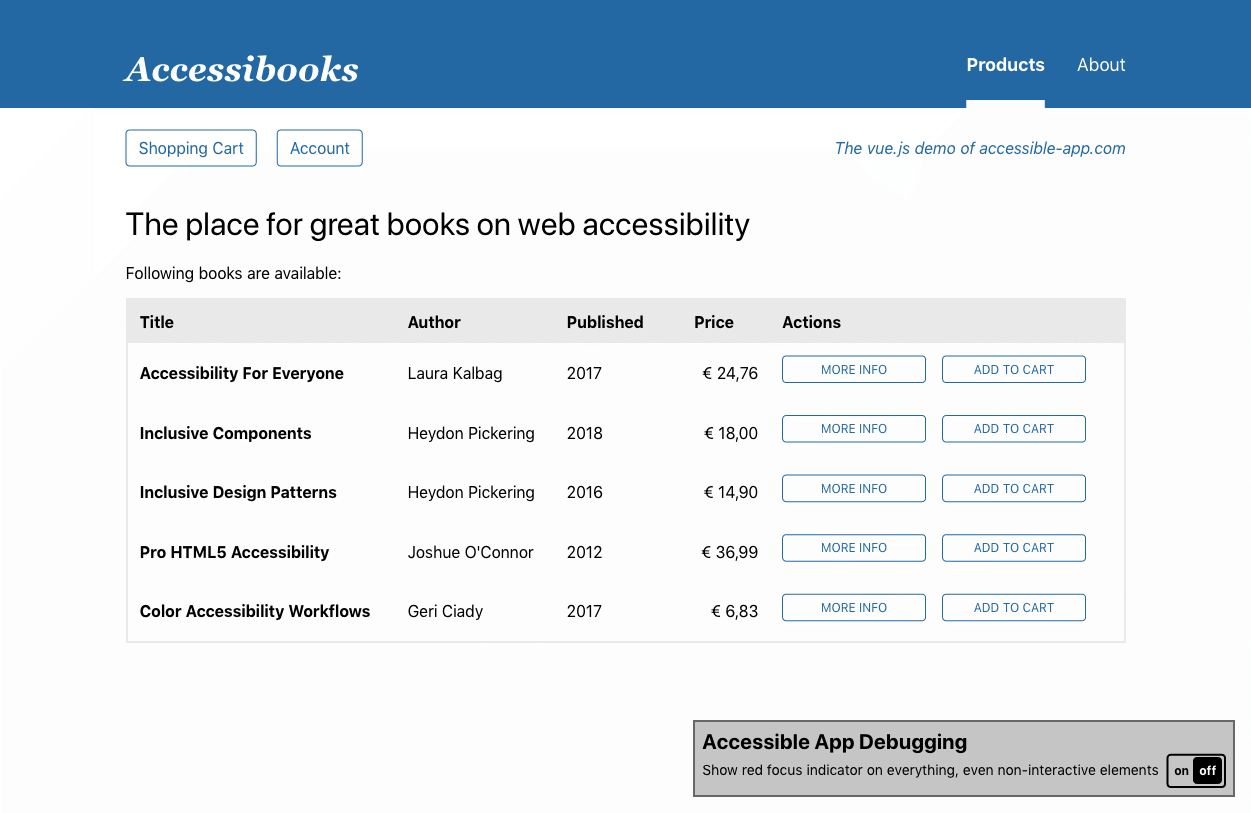 Accessibooks
Products About
Shopping Cart Account The vue.js demo of accessible-app.com
The place for great books on web accessibility
Following books are available:
Title Author Published Price Actions
Accessibility For Everyone Laura Kalbag 2017 € 24,76 MORE INFO ADD TO CART
Inclusive Components Heydon Pickering 2018 € 18,00 MORE INFO ADD TO CART
Inclusive Design Patterns Heydon Pickering 2016 € 14,90 MORE INFO ADD TO CART
Pro HTML5 Accessibility Joshue O'Connor 2012 € 36,99 MORE INFO ADD TO CART
Color Accessibility Workflows Geri Ciady 2017 € 6,83 MORE INFO ADD TO CART
Accessible App Debugging
Show red focus indicator on everything, even non-interactive elements on off